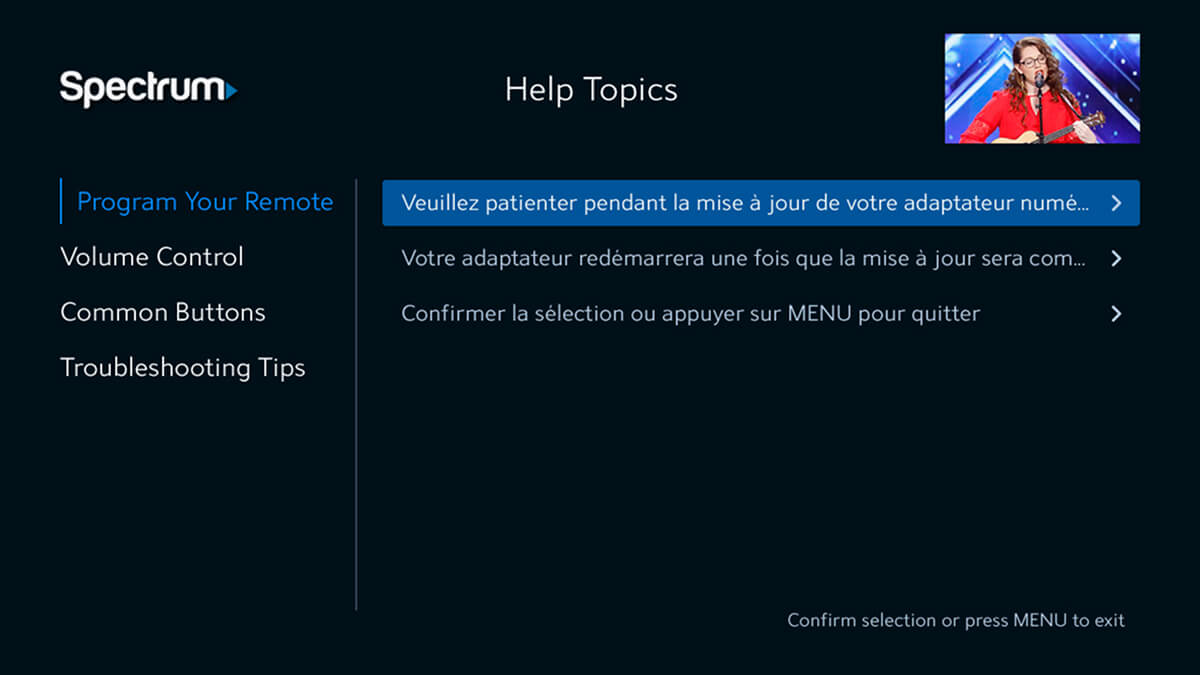 Spectrum
Help Topics
Program Your Remote
Volume Control
Common Buttons
Troubleshooting Tips
Veuillez patienter pendant la mise à jour de votre adaptateur numé...
Votre adaptateur redémarrera une fois que la mise à jour sera com...
Confirmer la sélection ou appuyer sur MENU pour quitter
Confirm selection or press MENU to exit